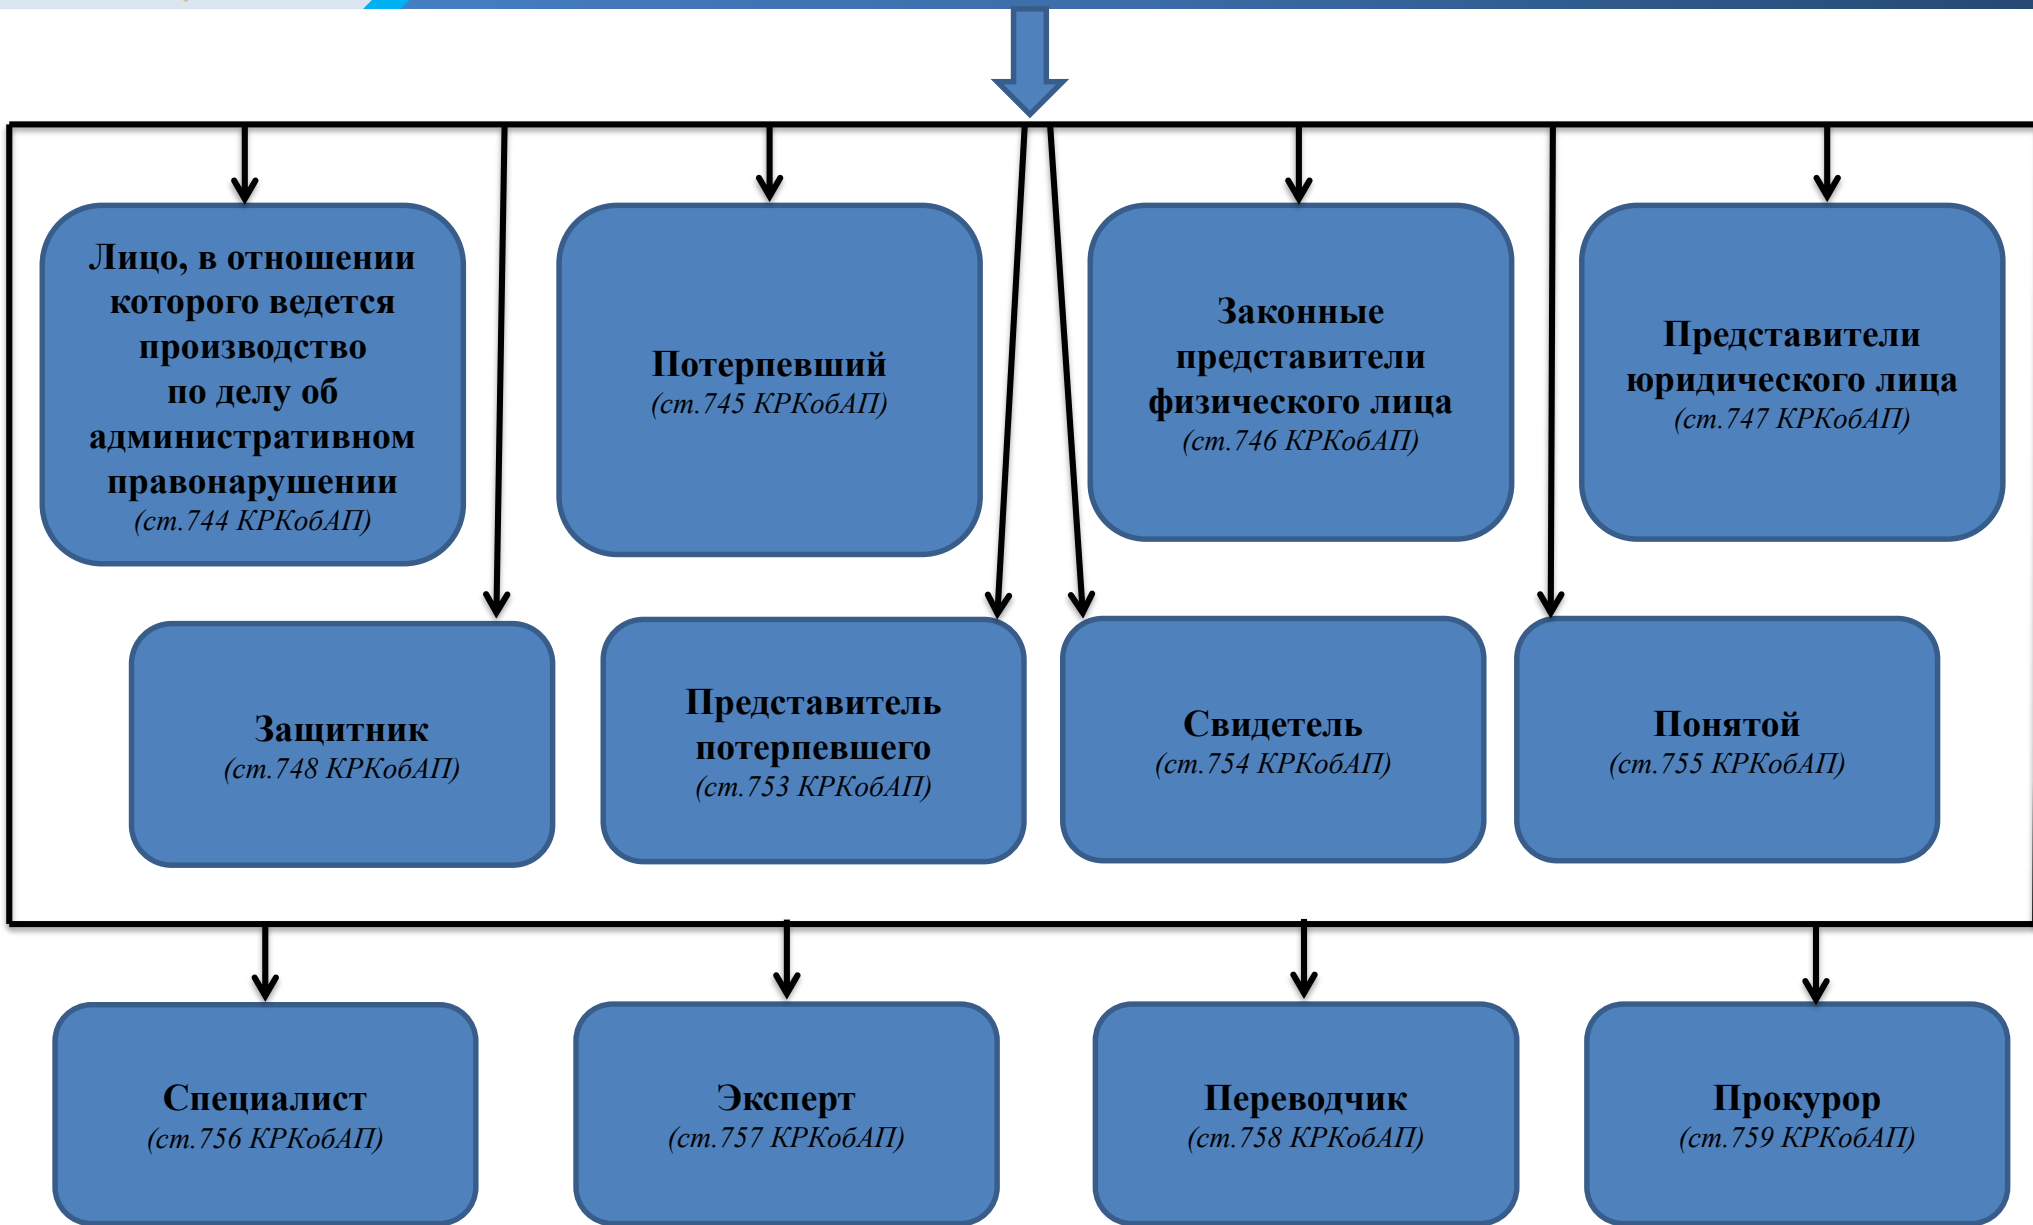 Лицо, в отношении
которого ведется
производство
по делу об
административном
правонарушении
(ст.744 КРКобАП)
Потерпевший
(ст.745 КРКобАП)
Законные
представители
физического лица
(ст.746 КРКобАП)
Представители
юридического лица
(ст.747 КРКобАП)
Защитник
(ст.748 КРКобАП)
Представитель
потерпевшего
(ст.753 КРКобАП)
Свидетель
(ст.754 КРКобАП)
Понятой
(ст.755 КРКобАП)
Специалист
(ст.756 КРКобАП)
Эксперт
(ст.757 КРКобАП)
Переводчик
(ст.758 КРКобАП)
Прокурор
(ст.759 КРКобАП)